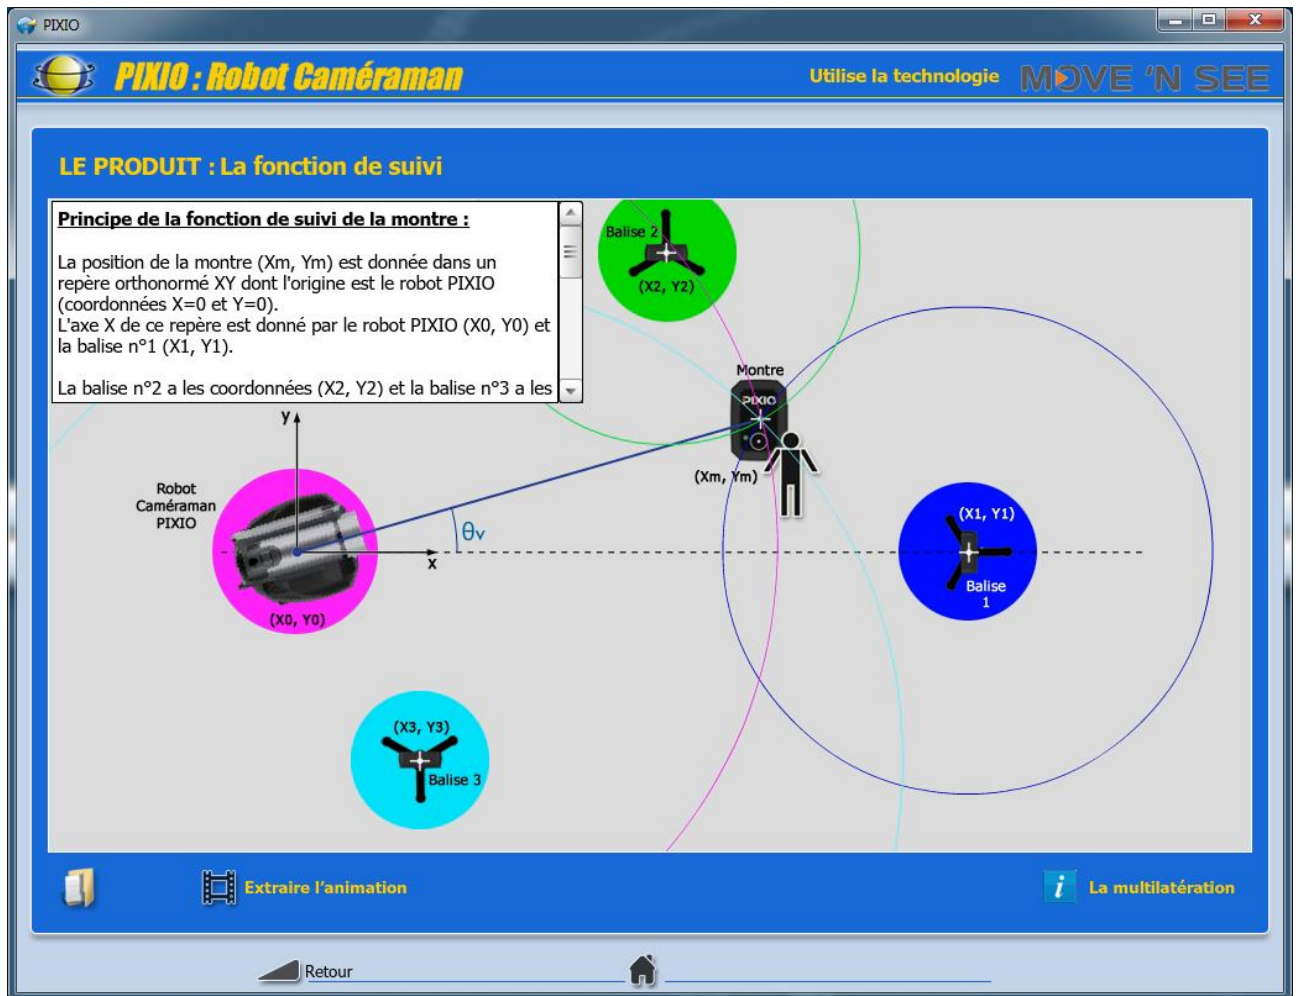 PIXIO
PIXIO : Robot Caméraman
Utilise la technologie MOVE 'N SEE
LE PRODUIT : La fonction de suivi
Principe de la fonction de suivi de la montre :
La position de la montre (Xm, Ym) est donnée dans un
repère orthonormé XY dont l'origine est le robot PIXIO
(coordonnées X=0 et Y=0).
L'axe X de ce repère est donné par le robot PIXIO (X0, Y0) et
la balise n°1 (X1, Y1).
La balise n°2 a les coordonnées (X2, Y2) et la balise n°3 a les
Balise 2
(X2, Y2)
Montre
PIXIO
(Xm, Ym)
y
x
θv
Robot
Caméraman
PIXIO
(X0, Y0)
(X1, Y1)
Balise
1
(X3, Y3)
Balise 3
Extraire l'animation
i
La multilatération
Retour